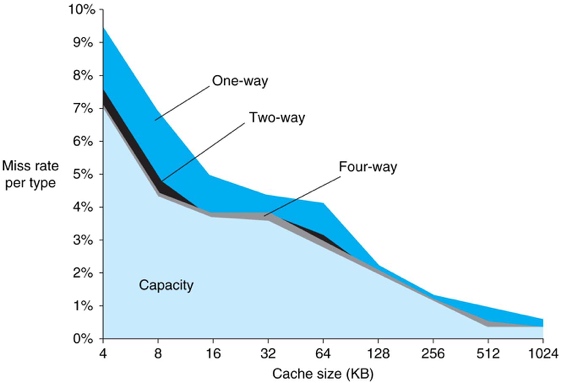 10%
9%
8%
7%
6%
5%
4%
3%
2%
1%
0%
Miss rate
per type
One-way
Two-way
Four-way
Capacity
4 8 16 32 64 128 256 512 1024
Cache size (KB)